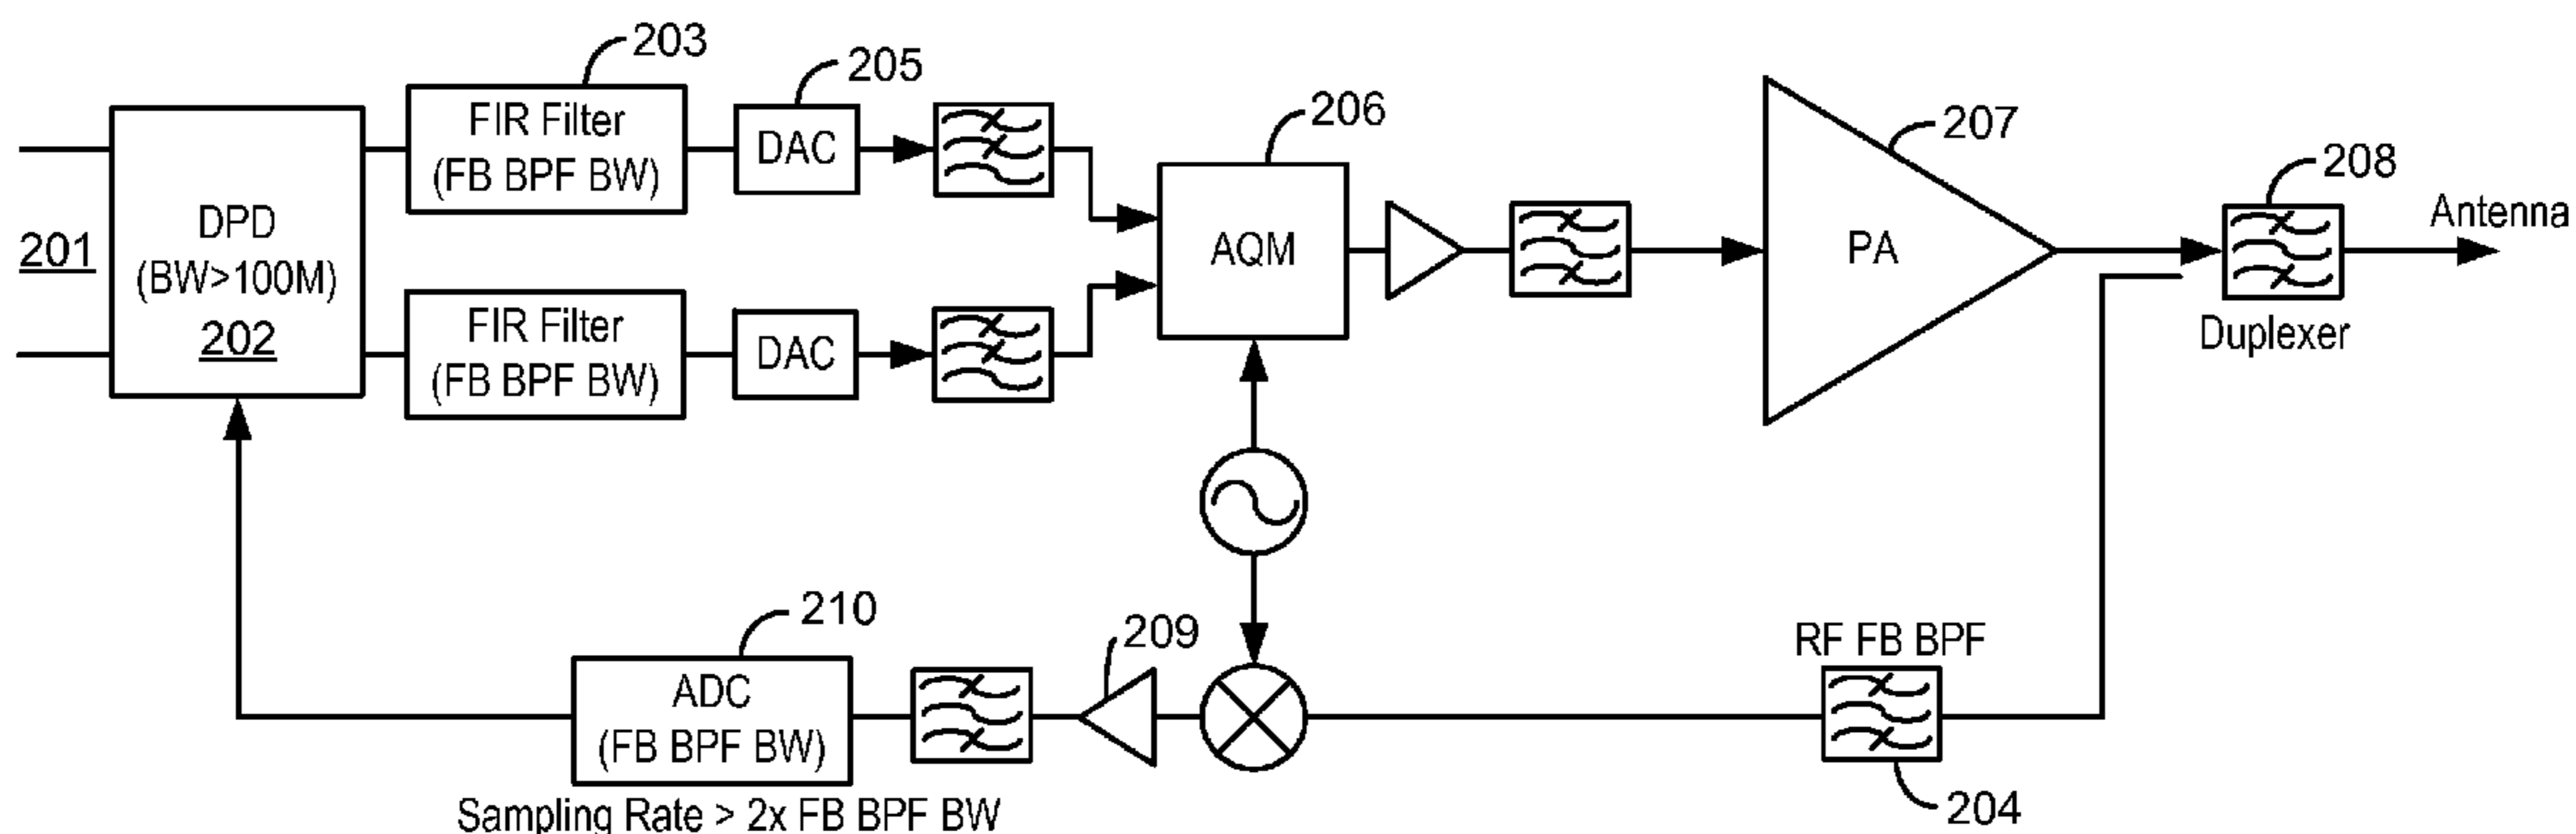 203
205
FIR Filter
(FB BPF BW)
DAC
206
207
208
Antenna
201
DPD
(BW>100M)
202
AQM
PA
Duplexer
FIR Filter
(FB BPF BW)
DAC
210
209
RF FB BPF
ADC
(FB BPF BW)
204
Sampling Rate > 2x FB BPF BW